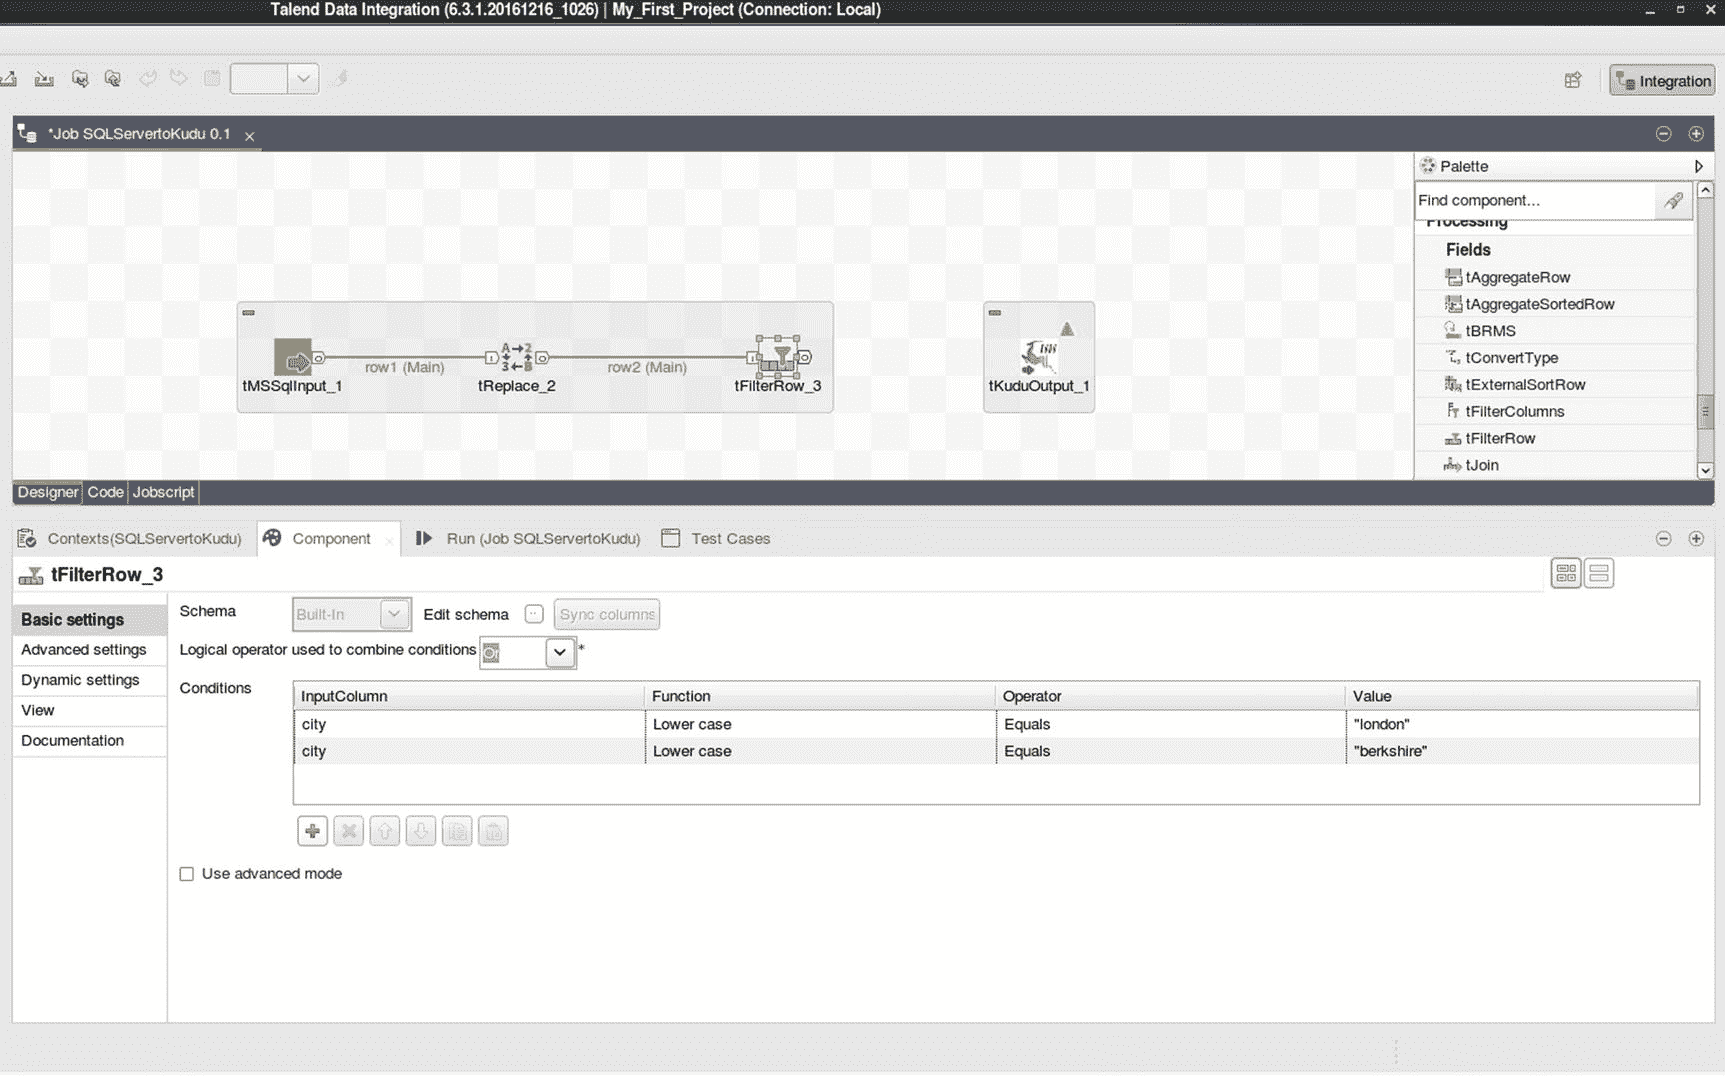 Talend Data Integration (6.3.1.20161216_1026) | My_First_Project (Connection: Local)
Integration
*Job SQLServertoKudu 0.1
Palette
Find component...
Processing
Fields
tAggregateRow
tAggregateSortedRow
tBRMS
tConvertType
tExternalSortRow
tFilterColumns
tFilterRow
tJoin
row1 (Main)
row2 (Main)
tMSSqlInput_1
tReplace_2
tFilterRow_3
tKuduOutput_1
Designer Code Jobscript
Contexts(SQLServertoKudu) Component Run (Job SQLServertoKudu) Test Cases
tFilterRow_3
Basic settings
Advanced settings
Dynamic settings
View
Documentation
Schema Built-In Edit schema Sync columns
Logical operator used to combine conditions Or *
Conditions
InputColumn Function Operator Value
city Lower case Equals "london"
city Lower case Equals "berkshire"
Use advanced mode